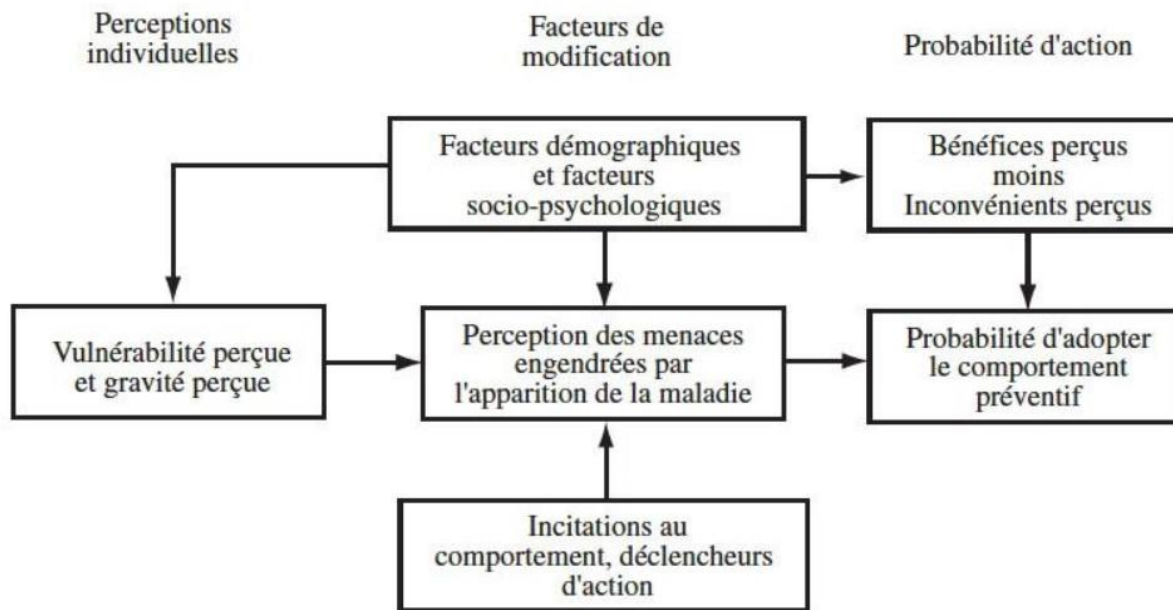 Perceptions
individuelles
Facteurs de
modification
Probabilité d'action
Facteurs démographiques
et facteurs
socio-psychologiques
Bénéfices perçus
moins
Inconvénients perçus
Vulnérabilité perçue
et gravité perçue
Perception des menaces
engendrées par
l'apparition de la maladie
Probabilité d'adopter
le comportement
préventif
Incitations au
comportement, déclencheurs
d'action